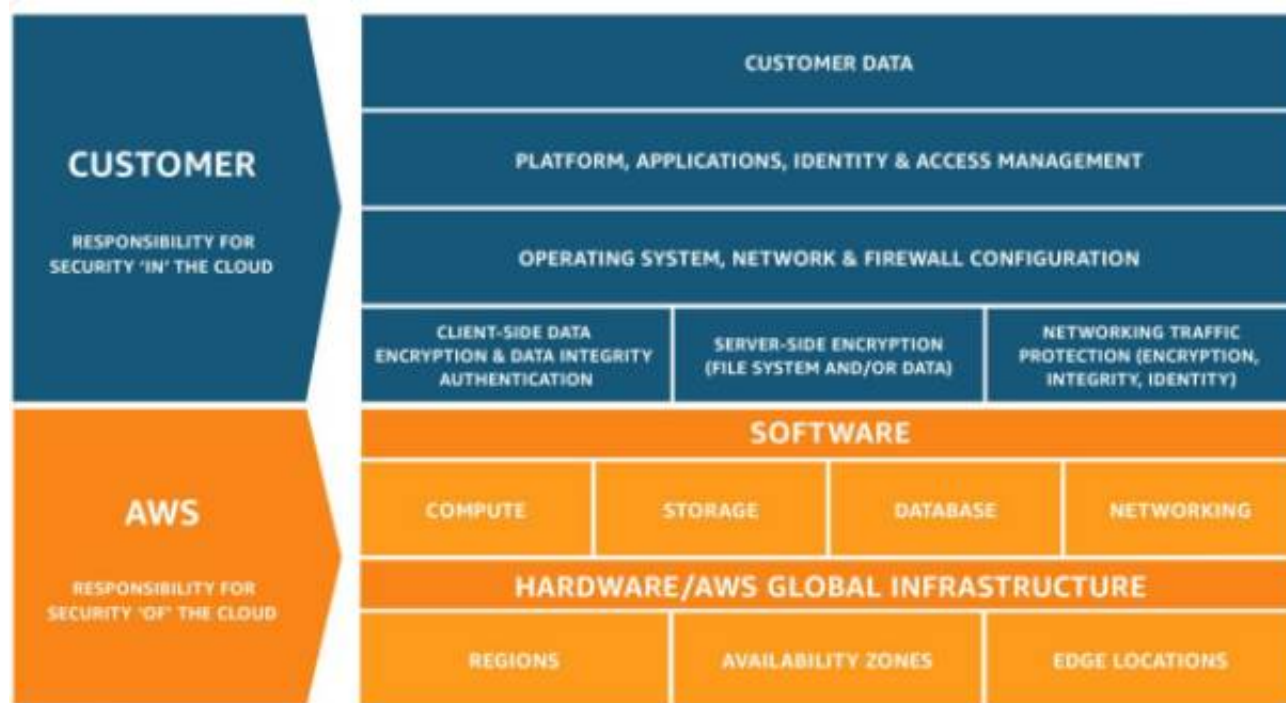 CUSTOMER
RESPONSIBILITY FOR
SECURITY 'IN' THE CLOUD
CUSTOMER DATA
PLATFORM, APPLICATIONS, IDENTITY & ACCESS MANAGEMENT
OPERATING SYSTEM, NETWORK & FIREWALL CONFIGURATION
CLIENT-SIDE DATA
ENCRYPTION & DATA INTEGRITY
AUTHENTICATION
SERVER-SIDE ENCRYPTION
(FILE SYSTEM AND/OR DATA)
NETWORKING TRAFFIC
PROTECTION (ENCRYPTION,
INTEGRITY, IDENTITY)
AWS
RESPONSIBILITY FOR
SECURITY 'OF' THE CLOUD
SOFTWARE
COMPUTE
STORAGE
DATABASE
NETWORKING
HARDWARE/AWS GLOBAL INFRASTRUCTURE
REGIONS
AVAILABILITY ZONES
EDGE LOCATIONS